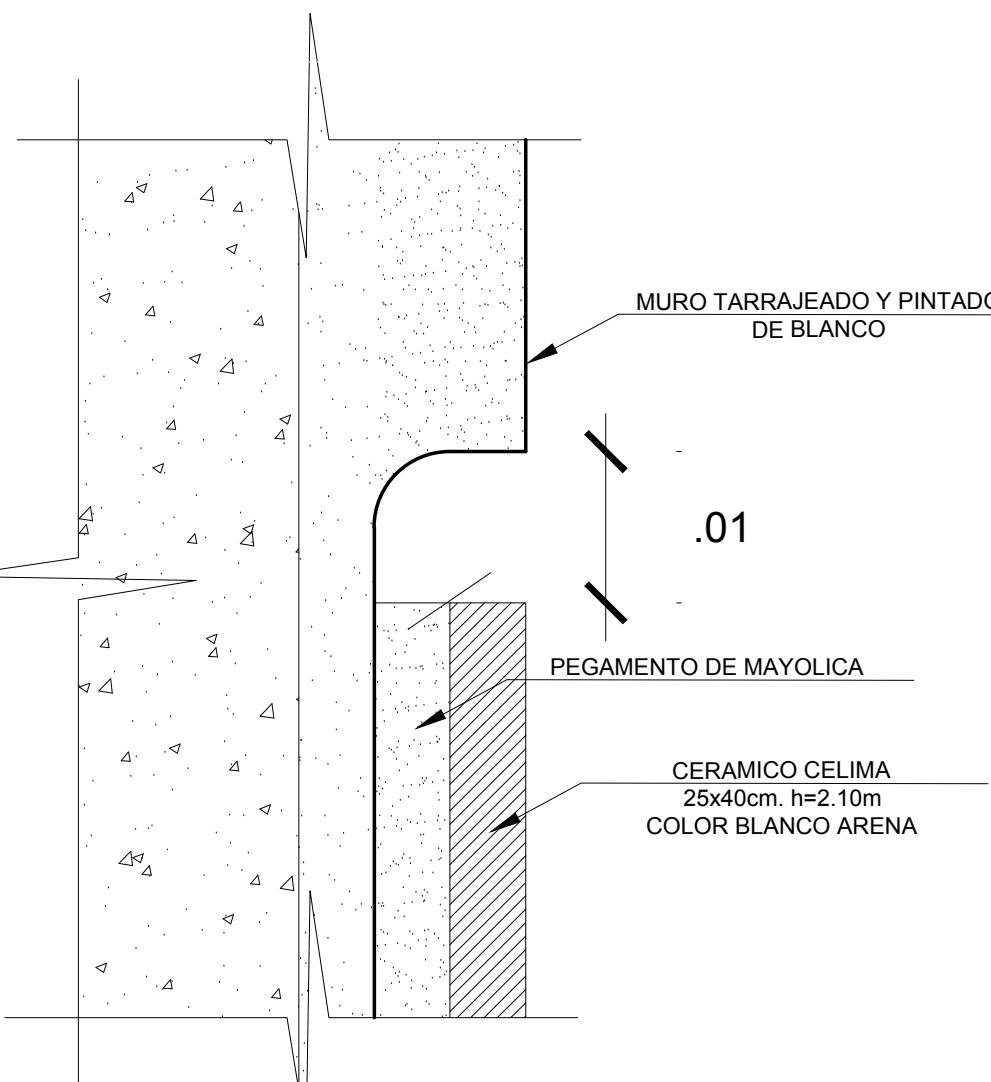 MURO TARRAJEADO Y PINTADO
DE BLANCO
.01
PEGAMENTO DE MAYOLICA
CERAMICO CELIMA
25x40cm. h=2.10m
COLOR BLANCO ARENA